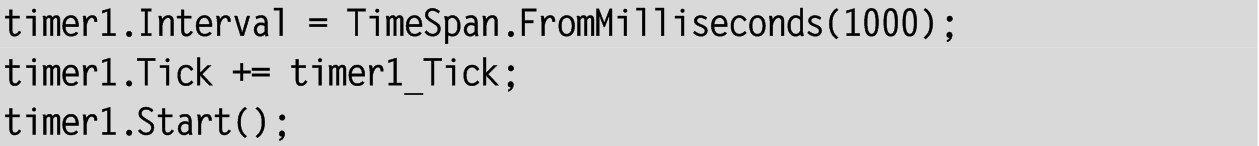 timer1.Interval = TimeSpan.FromMilliseconds(1000);
timer1.Tick += timer1_Tick;
timer1.Start();